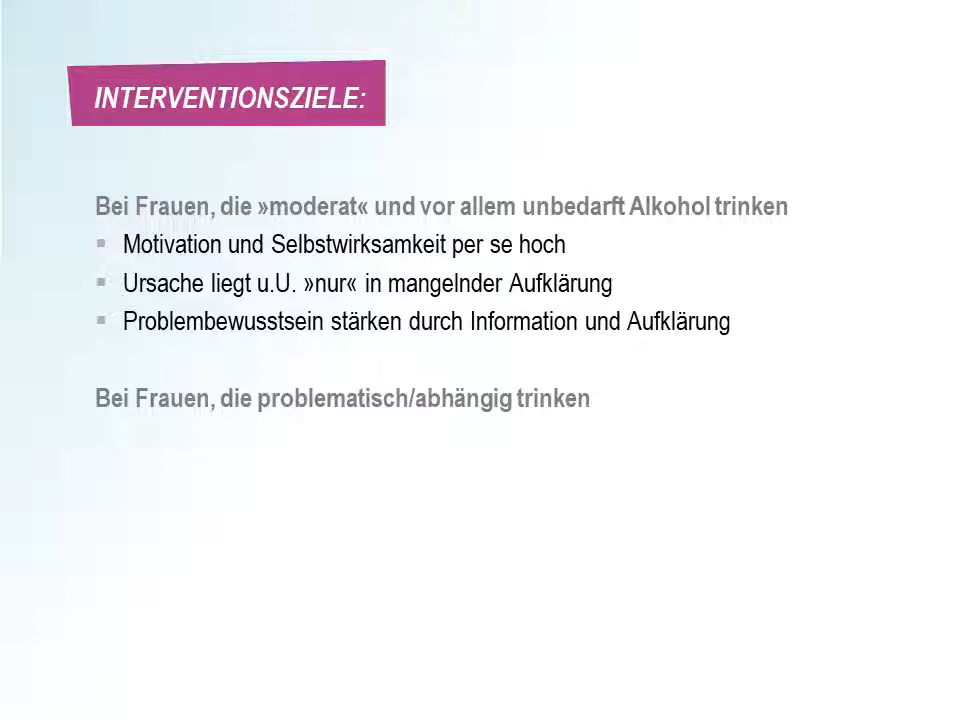 INTERVENTIONSZIELE:
Bei Frauen, die »moderat« und vor allem unbedarft Alkohol trinken
▪ Motivation und Selbstwirksamkeit per se hoch
▪ Ursache liegt u.U. »nur« in mangelnder Aufklärung
▪ Problembewusstsein stärken durch Information und Aufklärung
Bei Frauen, die problematisch/abhängig trinken